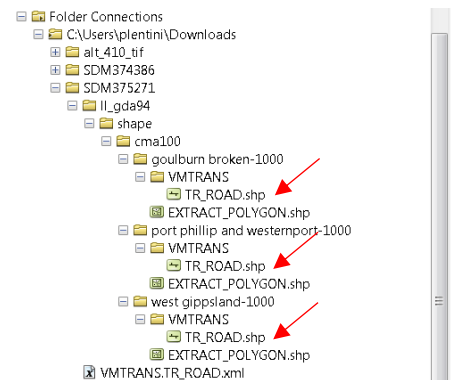 Folder Connections
C:\Users\plentini\Downloads
alt_410_tif
SDM374386
SDM375271
ll_gda94
shape
cma100
goulburn broken-1000
VMTRANS
TR_ROAD.shp
EXTRACT_POLYGON.shp
port phillip and westernport-1000
VMTRANS
TR_ROAD.shp
EXTRACT_POLYGON.shp
west gippsland-1000
VMTRANS
TR_ROAD.shp
EXTRACT_POLYGON.shp
VMTRANS.TR_ROAD.xml